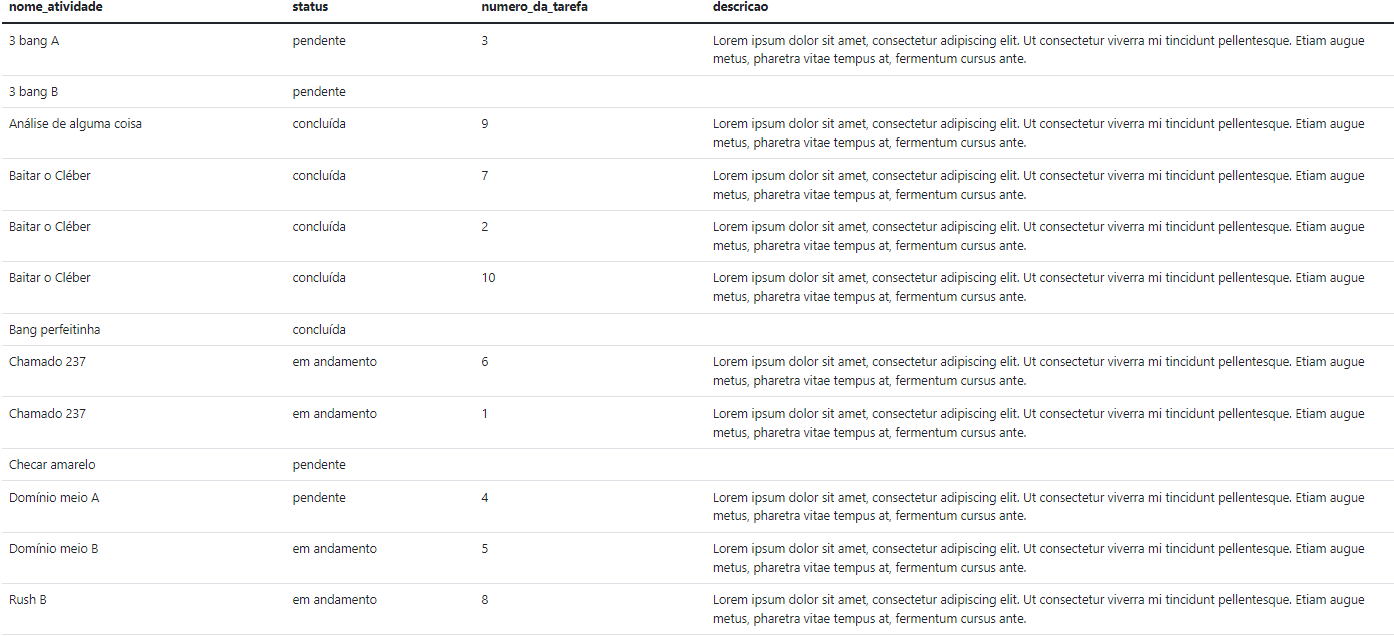 nome_atividade status numero_da_tarefa descricao
3 bang A pendente 3 Lorem ipsum dolor sit amet, consectetur adipiscing elit. Ut consectetur viverra mi tincidunt pellentesque. Etiam augue
metus, pharetra vitae tempus at, fermentum cursus ante.
3 bang B pendente
Análise de alguma coisa concluída 9 Lorem ipsum dolor sit amet, consectetur adipiscing elit. Ut consectetur viverra mi tincidunt pellentesque. Etiam augue
metus, pharetra vitae tempus at, fermentum cursus ante.
Baitar o Cléber concluída 7 Lorem ipsum dolor sit amet, consectetur adipiscing elit. Ut consectetur viverra mi tincidunt pellentesque. Etiam augue
metus, pharetra vitae tempus at, fermentum cursus ante.
Baitar o Cléber concluída 2 Lorem ipsum dolor sit amet, consectetur adipiscing elit. Ut consectetur viverra mi tincidunt pellentesque. Etiam augue
metus, pharetra vitae tempus at, fermentum cursus ante.
Baitar o Cléber concluída 10 Lorem ipsum dolor sit amet, consectetur adipiscing elit. Ut consectetur viverra mi tincidunt pellentesque. Etiam augue
metus, pharetra vitae tempus at, fermentum cursus ante.
Bang perfeitinha concluída
Chamado 237 em andamento 6 Lorem ipsum dolor sit amet, consectetur adipiscing elit. Ut consectetur viverra mi tincidunt pellentesque. Etiam augue
metus, pharetra vitae tempus at, fermentum cursus ante.
Chamado 237 em andamento 1 Lorem ipsum dolor sit amet, consectetur adipiscing elit. Ut consectetur viverra mi tincidunt pellentesque. Etiam augue
metus, pharetra vitae tempus at, fermentum cursus ante.
Checar amarelo pendente
Domínio meio A pendente 4 Lorem ipsum dolor sit amet, consectetur adipiscing elit. Ut consectetur viverra mi tincidunt pellentesque. Etiam augue
metus, pharetra vitae tempus at, fermentum cursus ante.
Domínio meio B em andamento 5 Lorem ipsum dolor sit amet, consectetur adipiscing elit. Ut consectetur viverra mi tincidunt pellentesque. Etiam augue
metus, pharetra vitae tempus at, fermentum cursus ante.
Rush B em andamento 8 Lorem ipsum dolor sit amet, consectetur adipiscing elit. Ut consectetur viverra mi tincidunt pellentesque. Etiam augue
metus, pharetra vitae tempus at, fermentum cursus ante.